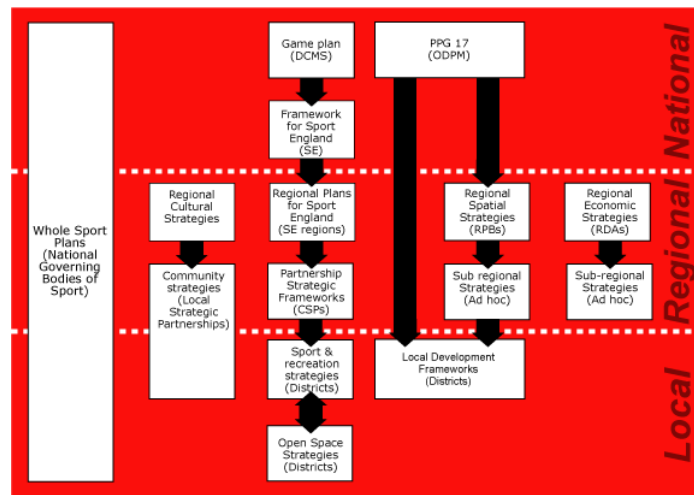 Game plan
(DCMS)
PPG 17
(ODPM)
Framework
for Sport
England
(SE)
National
Whole Sport
Plans
(National
Governing
Bodies of
Sport)
Regional
Cultural
Strategies
Regional
Plans for
Sport
England
(SE regions)
Regional
Spatial
Strategies
(RPBs)
Regional
Economic
Strategies
(RDAs)
Community
strategies
(Local
Strategic
Partnerships)
Partnership
Strategic
Frameworks
(CSPs)
Sub regional
Strategies
(Ad hoc)
Sub-regional
Strategies
(Ad hoc)
Regional
Sport &
recreation
strategies
(Districts)
Local Development
Frameworks
(Districts)
Open Space
Strategies
(Districts)
Local